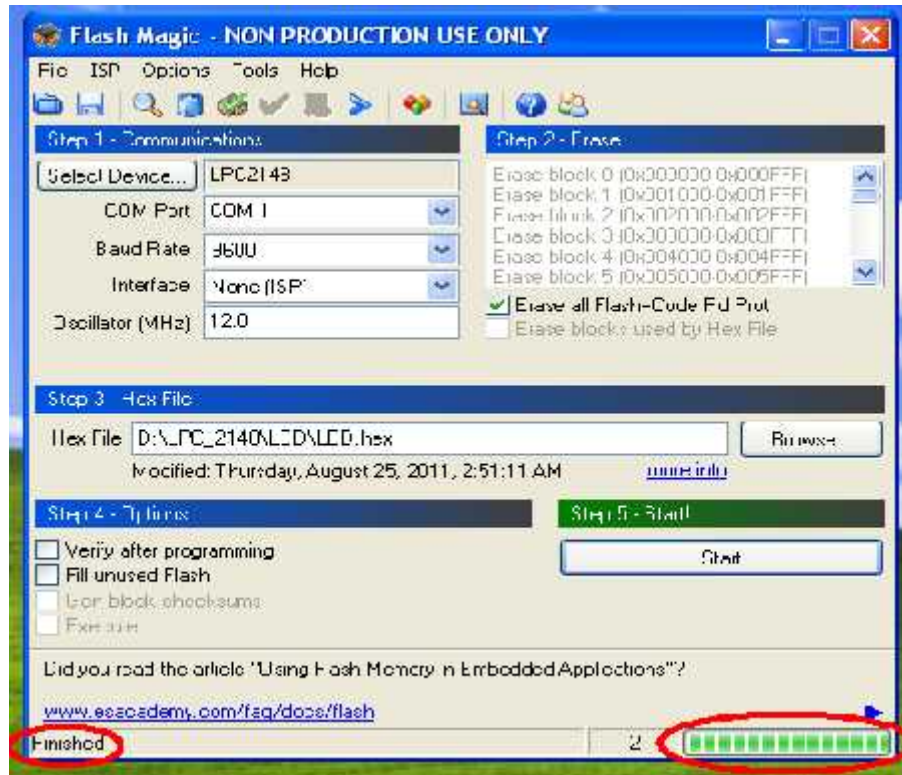 Flash Magic - NON PRODUCTION USE ONLY
File ISP Options Tools Help
Step 1 - Communications
Select Device... LPC2148
COM Port COM 1
Baud Rate 9600
Interface None (ISP)
Oscillator (MHz) 12.0
Step 2 - Erase
Erase block 0 (0x000000-0x000FFF)
Erase block 1 (0x001000-0x001FFF)
Erase block 2 (0x002000-0x002FFF)
Erase block 3 (0x003000-0x003FFF)
Erase block 4 (0x004000-0x004FFF)
Erase block 5 (0x005000-0x005FFF)
Erase all Flash+Code Rd Prot
Erase blocks used by Hex File
Step 3 - Hex File
Hex File D:\LPC_2140\LED\LED.hex Browse...
Modified: Thursday, August 25, 2011, 2:51:11 AM more info
Step 4 - Options
Verify after programming
Fill unused Flash
Gen block checksums
Execute
Step 5 - Start!
Start
Did you read the article "Using Flash Memory in Embedded Applications"?
www.esacademy.com/faq/docs/flash
Finished 2